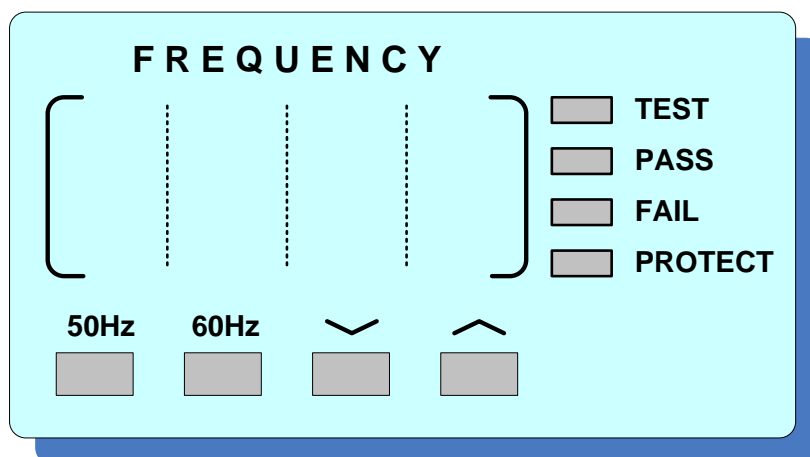 FREQUENCY
TEST
PASS
FAIL
PROTECT
50Hz 60Hz